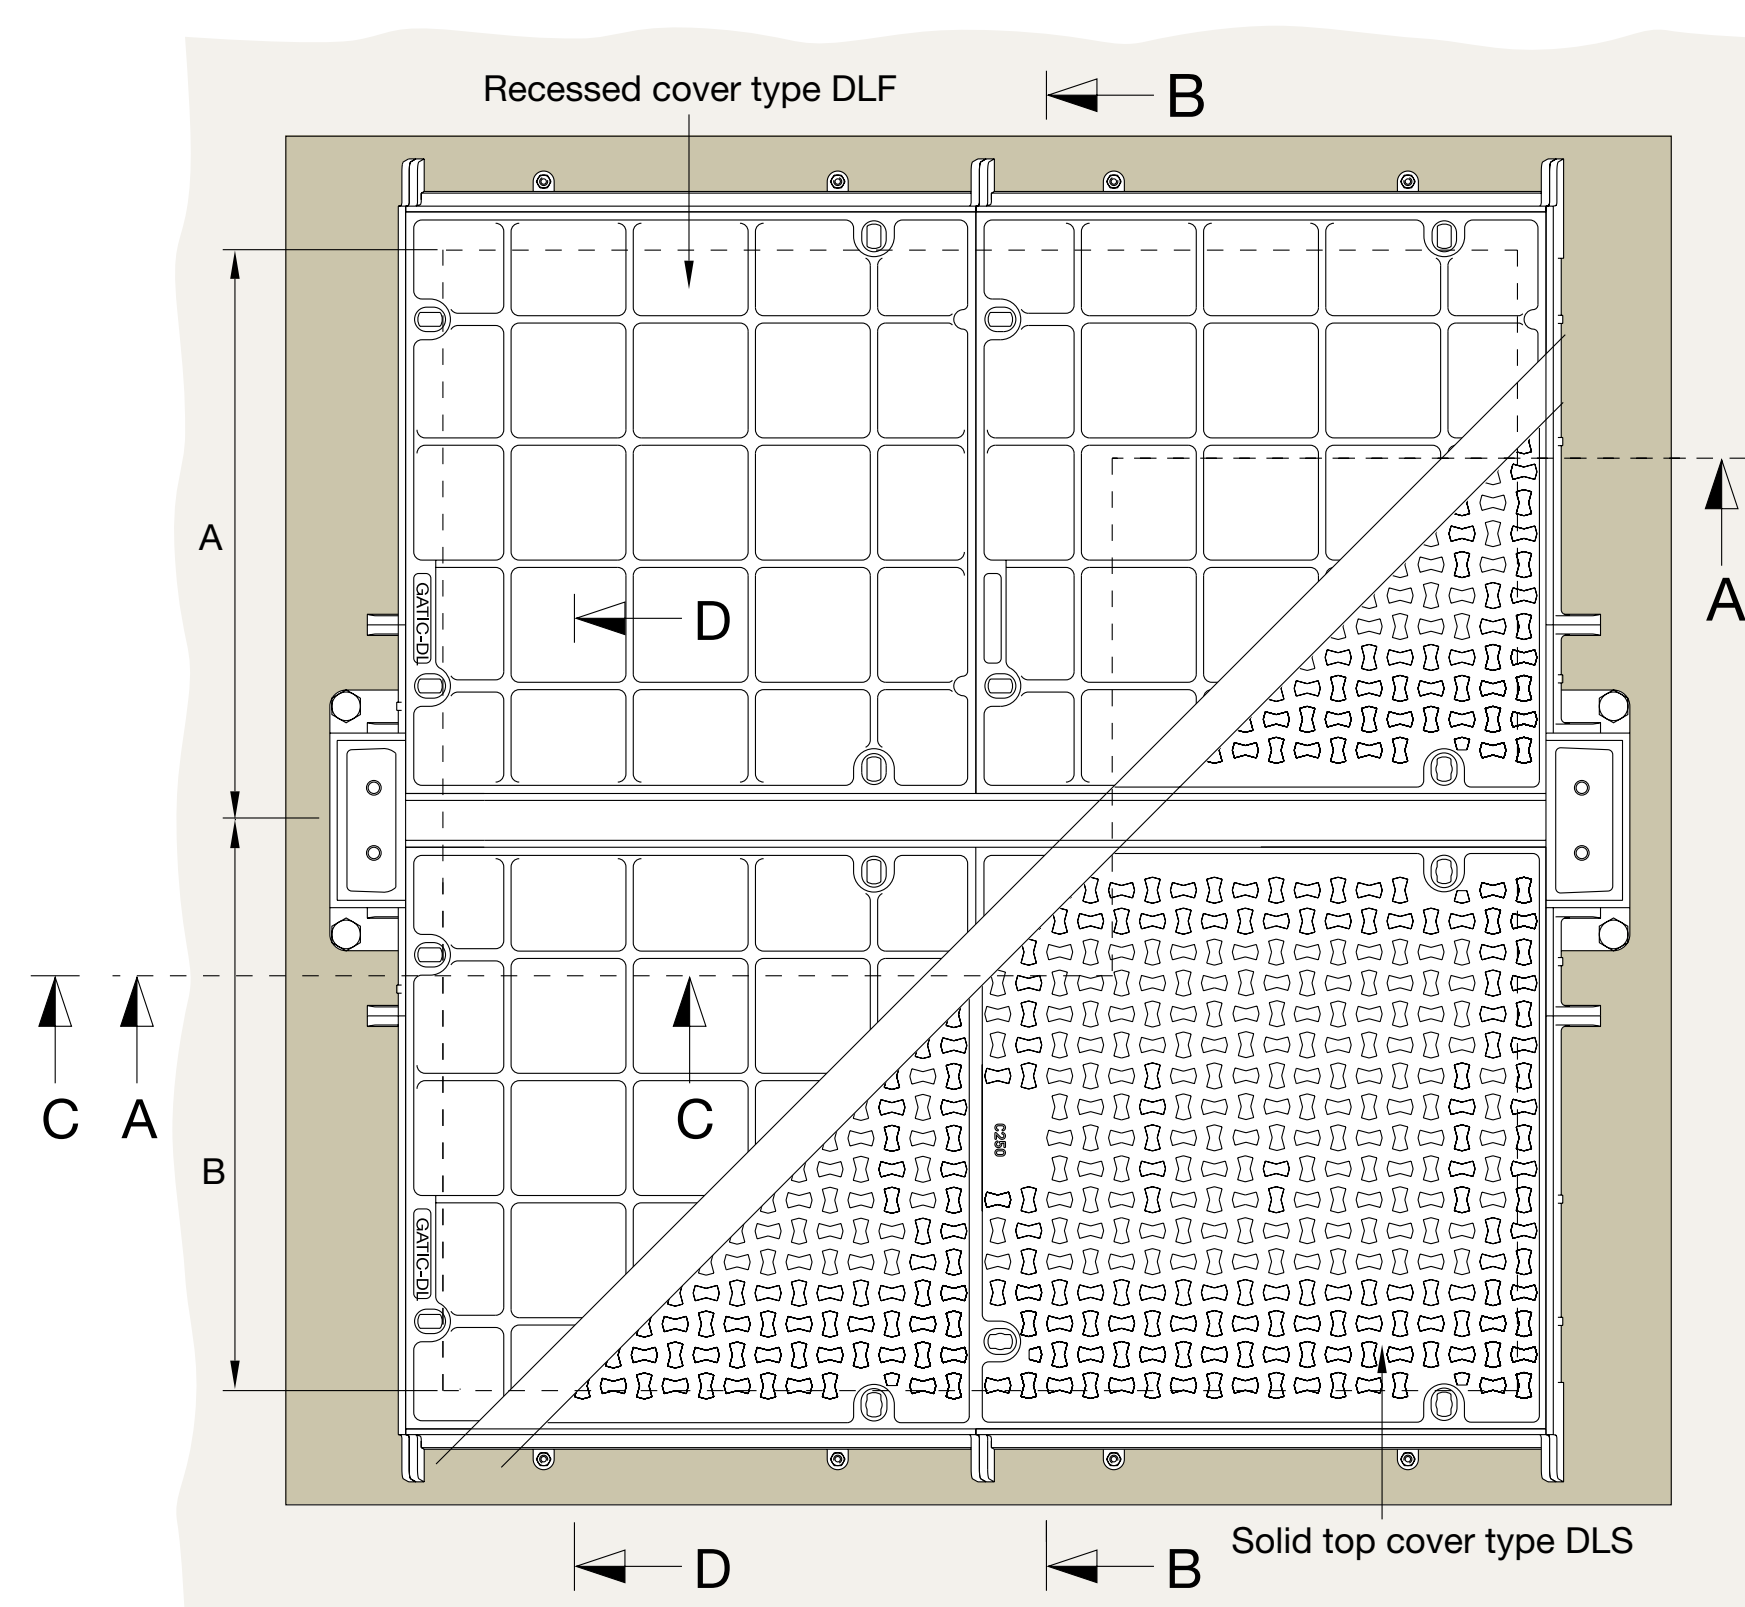 Recessed cover type DLF
B
A
A
GATIC-DL
D
C
A
C
B
C250
GATIC-DL
Solid top cover type DLS
D
B